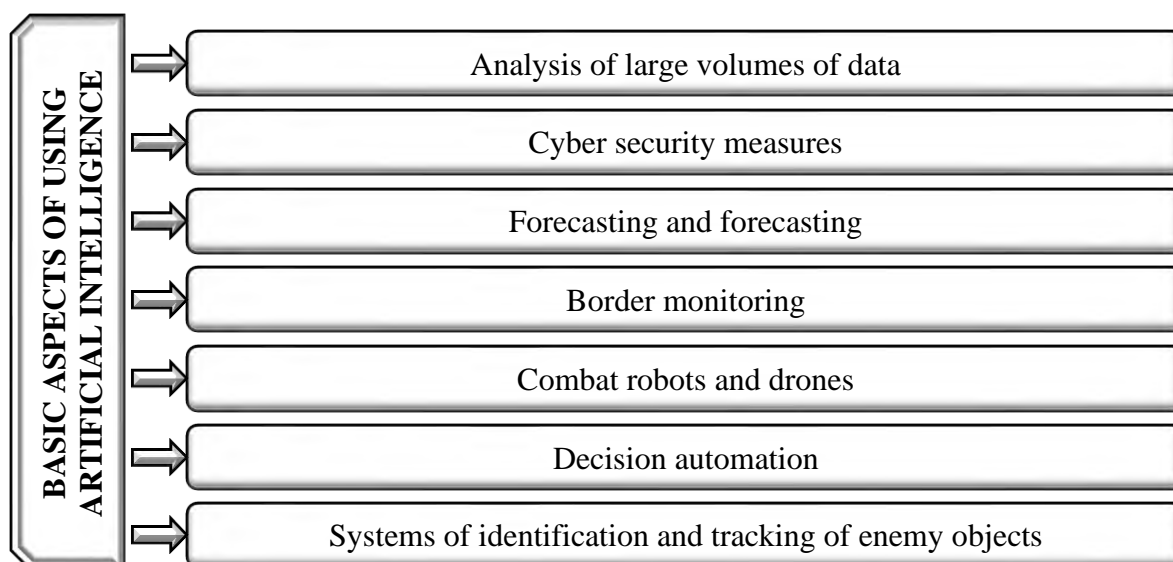 BASIC ASPECTS OF USING
ARTIFICIAL INTELLIGENCE
Analysis of large volumes of data
Cyber security measures
Forecasting and forecasting
Border monitoring
Combat robots and drones
Decision automation
Systems of identification and tracking of enemy objects